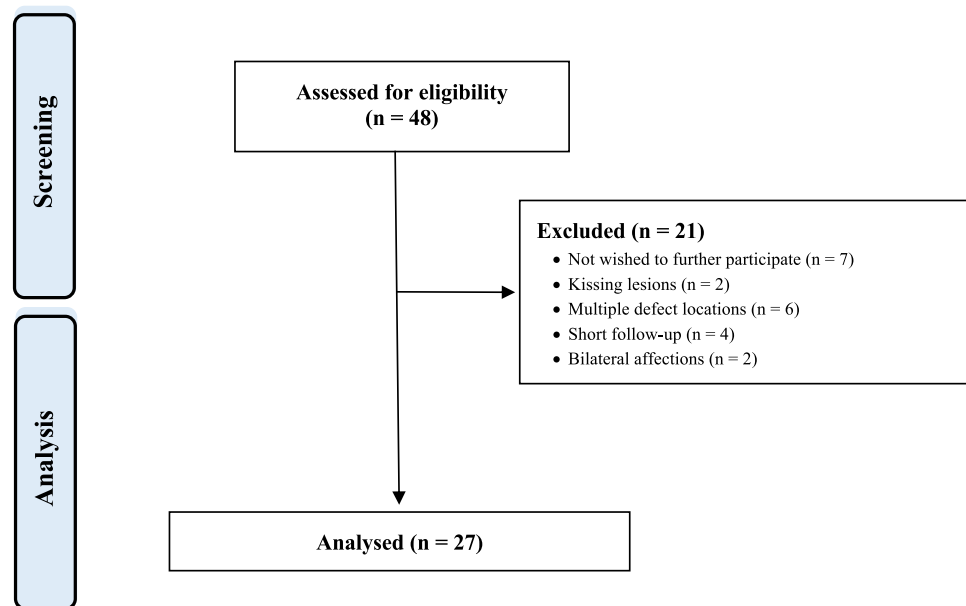 Screening
Assessed for eligibility
(n = 48)
Excluded (n = 21)
• Not wished to further participate (n = 7)
• Kissing lesions (n = 2)
• Multiple defect locations (n = 6)
• Short follow-up (n = 4)
• Bilateral affections (n = 2)
Analysis
Analysed (n = 27)